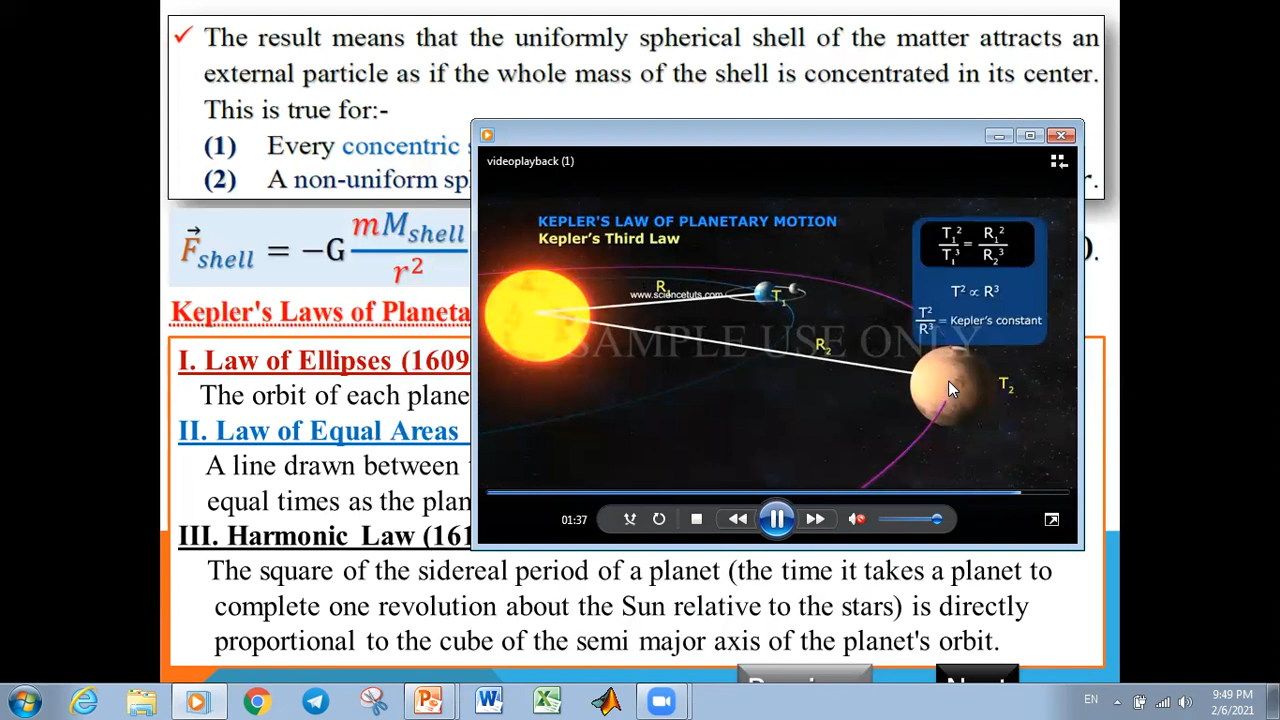 The result means that the uniformly spherical shell of the matter attracts an
external particle as if the whole mass of the shell is concentrated in its center.
This is true for:-
(1) Every concentric s
(2) A non-uniform sp
r.
F shell = −G mM shell / r²
).
Kepler's Laws of Planeta
I. Law of Ellipses (1609
The orbit of each plane
II. Law of Equal Areas
A line drawn between
equal times as the plan
III. Harmonic Law (161
The square of the sidereal period of a planet (the time it takes a planet to
complete one revolution about the Sun relative to the stars) is directly
proportional to the cube of the semi major axis of the planet's orbit.
videoplayback (1)
KEPLER'S LAW OF PLANETARY MOTION
Kepler's Third Law
T₁²/T₁³ = R₁²/R₂³
T² ∝ R³
T²/R³ = Kepler's constant
R
www.sciencetuts.com
T₁
SAMPLE USE ONLY
R₂
T₂
01:37
EN
9:49 PM
2/6/2021